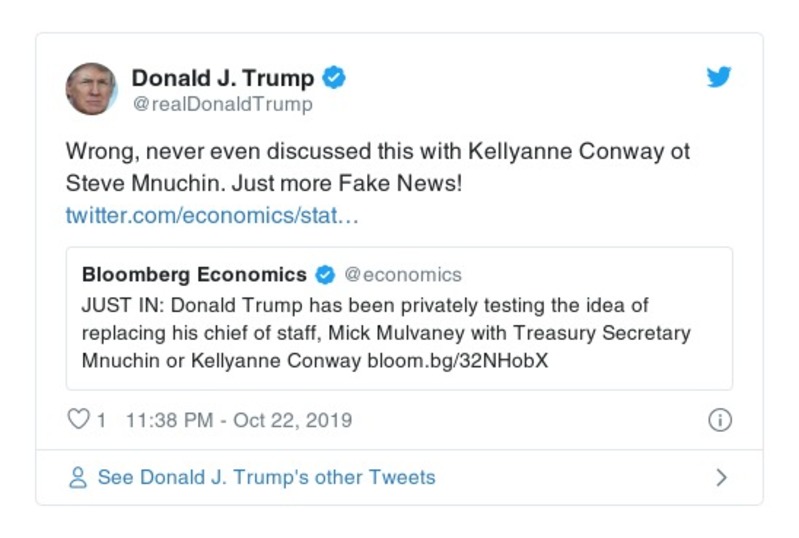 Donald J. Trump
@realDonaldTrump
Wrong, never even discussed this with Kellyanne Conway ot
Steve Mnuchin. Just more Fake News!
twitter.com/economics/stat…
Bloomberg Economics @economics
JUST IN: Donald Trump has been privately testing the idea of
replacing his chief of staff, Mick Mulvaney with Treasury Secretary
Mnuchin or Kellyanne Conway bloom.bg/32NHobX
1 11:38 PM - Oct 22, 2019
See Donald J. Trump's other Tweets